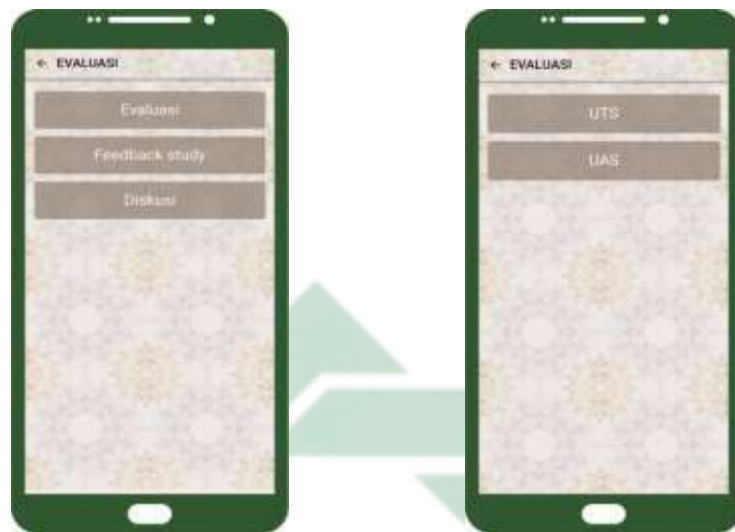 ← EVALUASI
Evaluasi
Feedback study
Diskusi
← EVALUASI
UTS
UAS